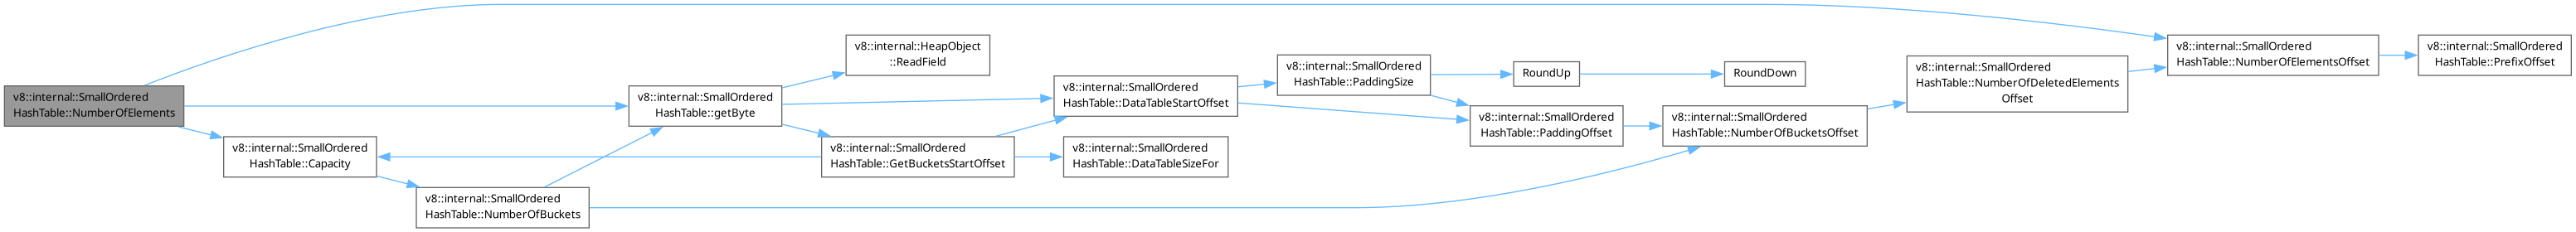 v8::internal::SmallOrdered
HashTable::NumberOfElements
v8::internal::SmallOrdered
HashTable::Capacity
v8::internal::SmallOrdered
HashTable::NumberOfBuckets
v8::internal::SmallOrdered
HashTable::getByte
v8::internal::HeapObject
::ReadField
v8::internal::SmallOrdered
HashTable::GetBucketsStartOffset
v8::internal::SmallOrdered
HashTable::DataTableStartOffset
v8::internal::SmallOrdered
HashTable::DataTableSizeFor
v8::internal::SmallOrdered
HashTable::PaddingSize
v8::internal::SmallOrdered
HashTable::PaddingOffset
RoundUp
RoundDown
v8::internal::SmallOrdered
HashTable::NumberOfBucketsOffset
v8::internal::SmallOrdered
HashTable::NumberOfDeletedElements
Offset
v8::internal::SmallOrdered
HashTable::NumberOfElementsOffset
v8::internal::SmallOrdered
HashTable::PrefixOffset